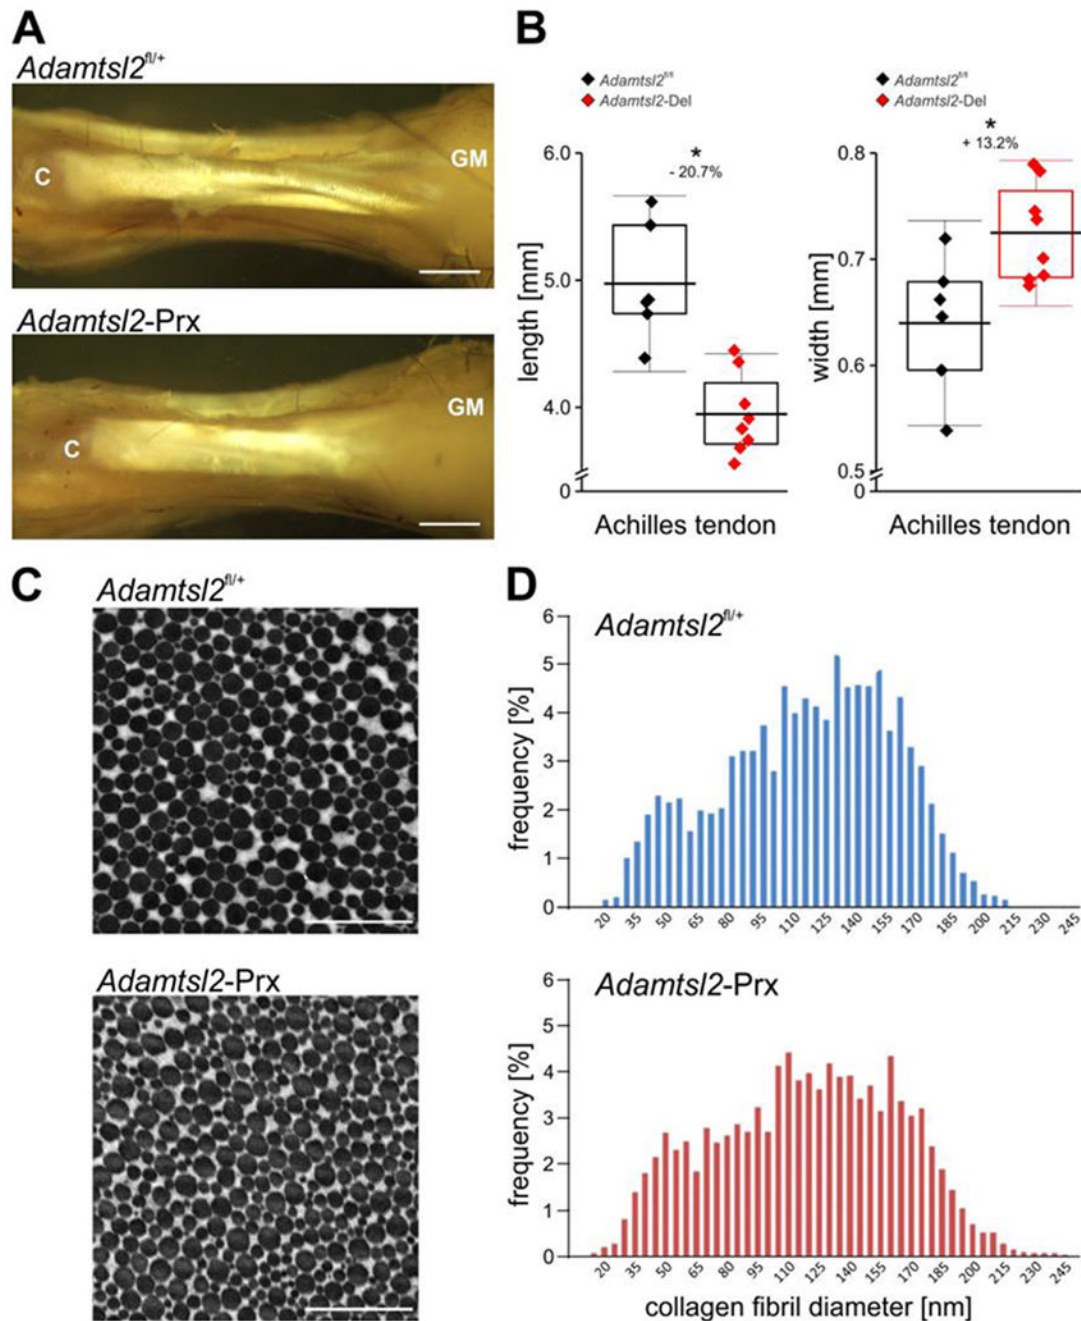 A
Adamtsl2fl/+
C
GM
Adamtsl2-Prx
C
GM
B
Adamtsl2fl/fl
Adamtsl2-Del
*
- 20.7%
6.0
5.0
4.0
0
length [mm]
Achilles tendon
Adamtsl2fl/fl
Adamtsl2-Del
*
+ 13.2%
0.8
0.7
0.6
0.5
0
width [mm]
Achilles tendon
C
Adamtsl2fl/+
Adamtsl2-Prx
D
Adamtsl2fl/+
6
5
4
3
2
1
0
frequency [%]
20 35 50 65 80 95 110 125 140 155 170 185 200 215 230 245
Adamtsl2-Prx
6
5
4
3
2
1
0
frequency [%]
20 35 50 65 80 95 110 125 140 155 170 185 200 215 230 245
collagen fibril diameter [nm]